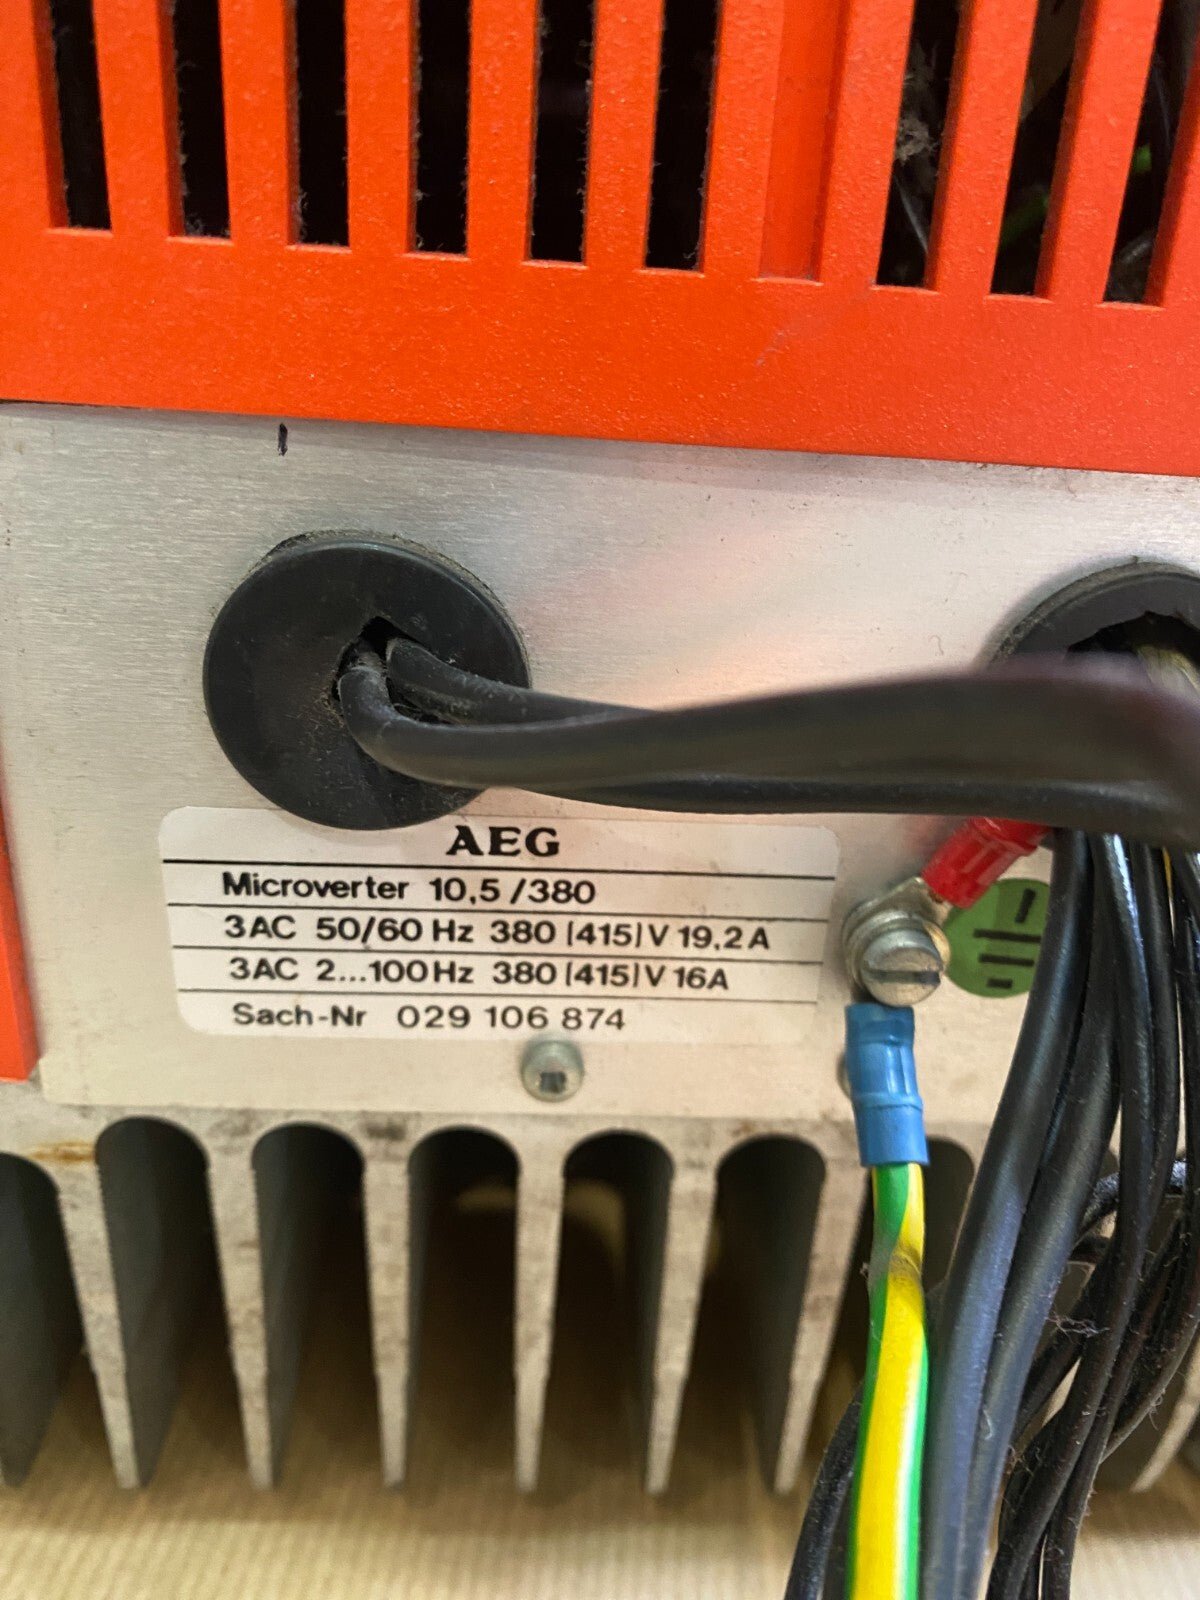 AEG
Microverter 10,5/380
3AC 50/60 Hz 380 (415) V 19,2 A
3AC 2...100 Hz 380 (415) V 16A
Sach-Nr 029 106 874